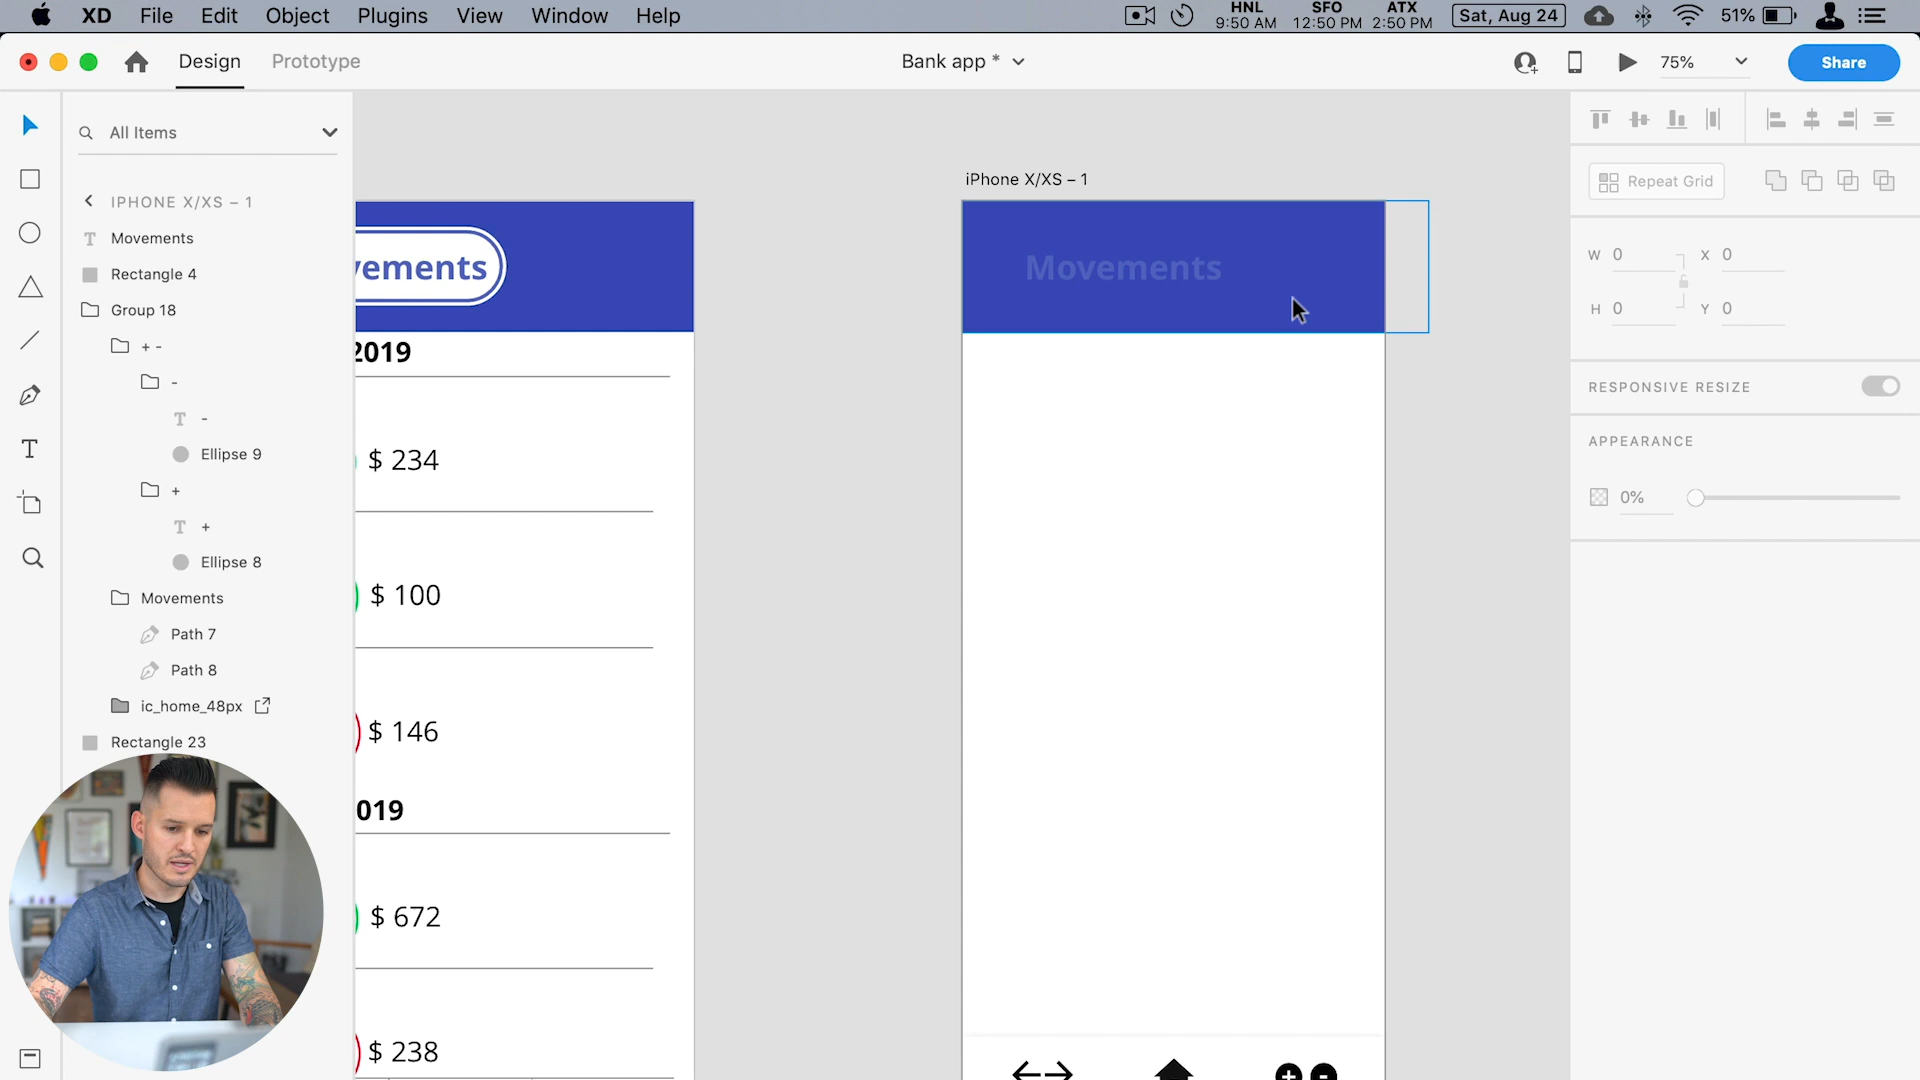 XD File Edit Object Plugins View Window Help
HNL 9:50 AM SFO 12:50 PM ATX 2:50 PM Sat, Aug 24 51%
Design Prototype
Bank app *
75%
Share
All Items
IPHONE X/XS – 1
Movements
Rectangle 4
Group 18
+ -
-
T -
Ellipse 9
+
T +
Ellipse 8
Movements
Path 7
Path 8
ic_home_48px
Rectangle 23
vements
2019
$ 234
$ 100
$ 146
019
$ 672
$ 238
iPhone X/XS – 1
Movements
Repeat Grid
W 0 X 0
H 0 Y 0
RESPONSIVE RESIZE
APPEARANCE
0%